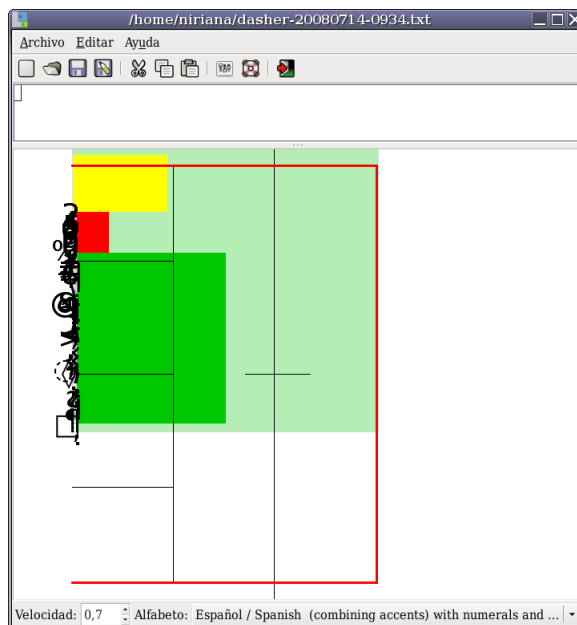 /home/niriana/dasher-20080714-0934.txt
Archivo Editar Ayuda
Velocidad: 0,7 Alfabeto: Español / Spanish (combining accents) with numerals and ...